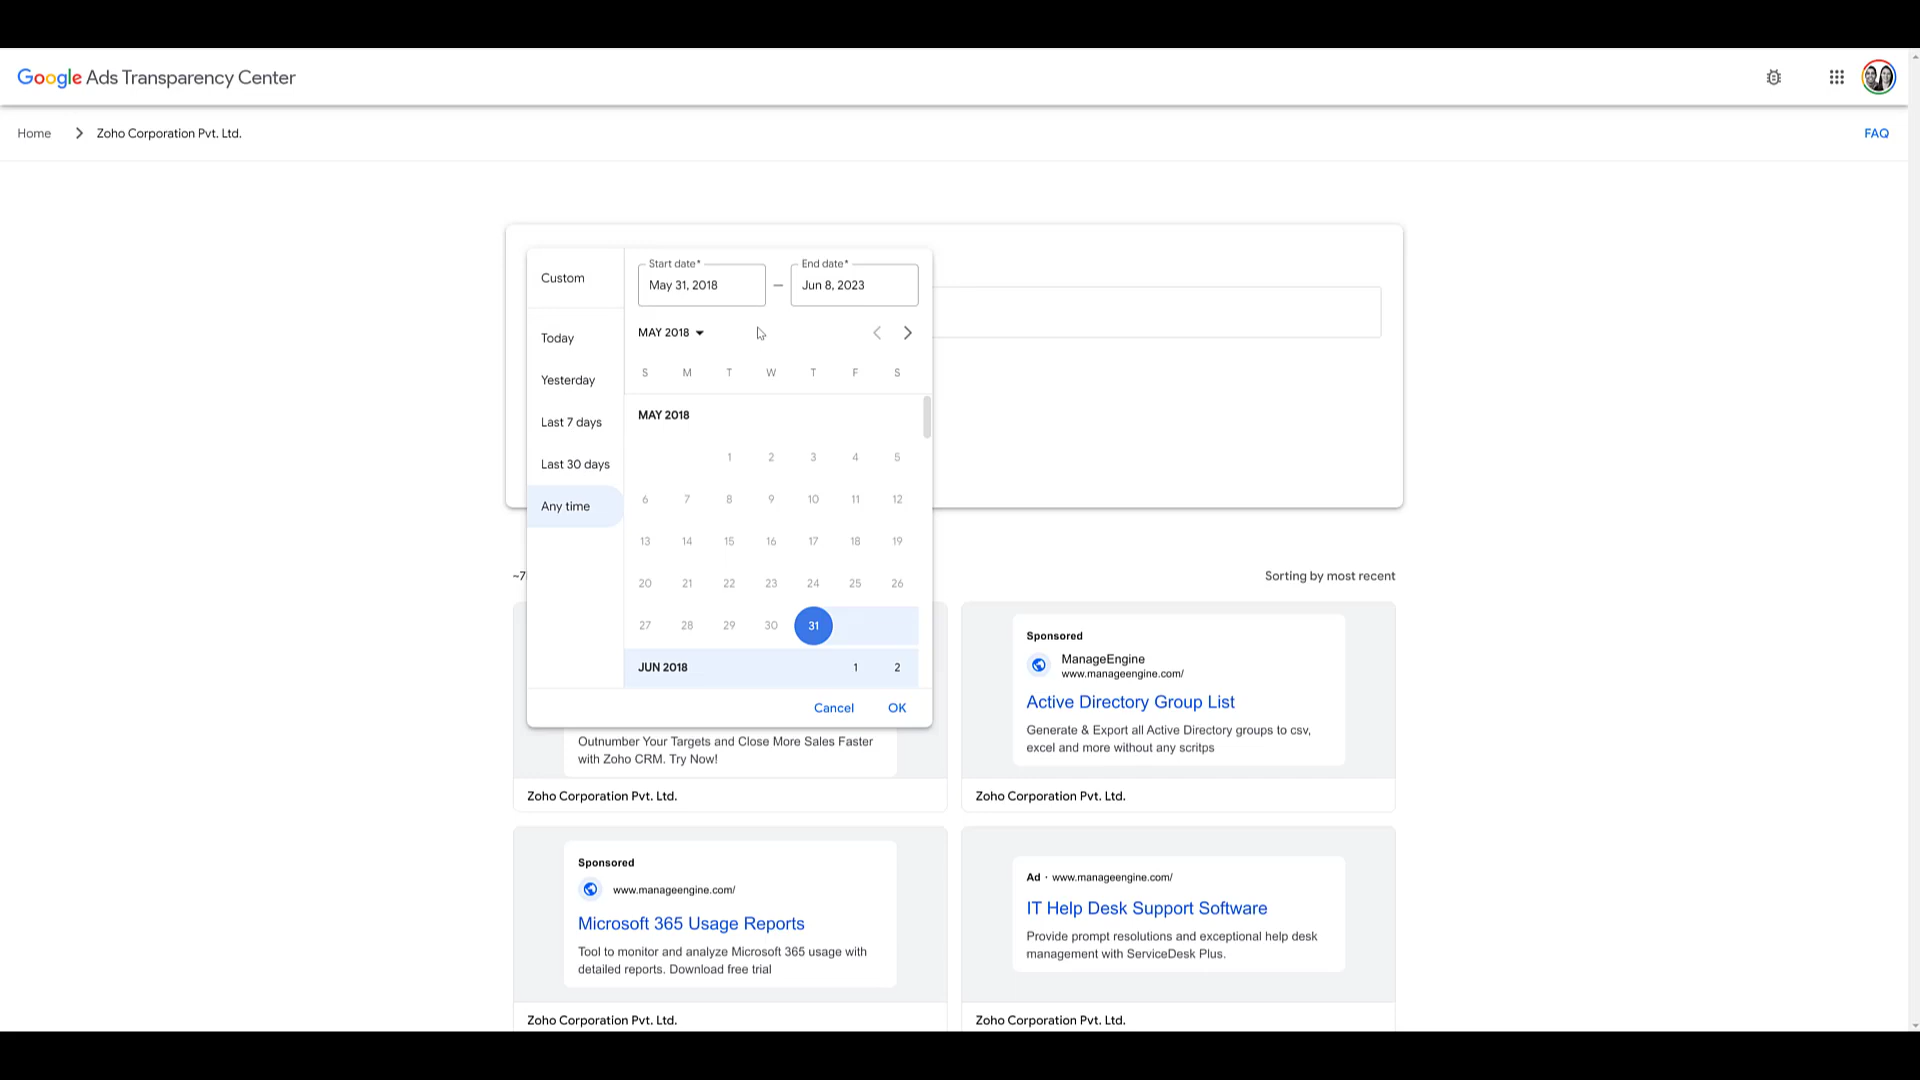 Google Ads Transparency Center
Home
Zoho Corporation Pvt. Ltd.
FAQ
Custom
Today
Yesterday
Last 7 days
Last 30 days
Any time
Start date*
May 31, 2018
–
End date*
Jun 8, 2023
MAY 2018
S M T W T F S
MAY 2018
1 2 3 4 5
6 7 8 9 10 11 12
13 14 15 16 17 18 19
20 21 22 23 24 25 26
27 28 29 30 31
JUN 2018 1 2
Cancel OK
~7
Sorting by most recent
Outnumber Your Targets and Close More Sales Faster
with Zoho CRM. Try Now!
Zoho Corporation Pvt. Ltd.
Sponsored
ManageEngine
www.manageengine.com/
Active Directory Group List
Generate & Export all Active Directory groups to csv,
excel and more without any scritps
Zoho Corporation Pvt. Ltd.
Sponsored
www.manageengine.com/
Microsoft 365 Usage Reports
Tool to monitor and analyze Microsoft 365 usage with
detailed reports. Download free trial
Zoho Corporation Pvt. Ltd.
Ad · www.manageengine.com/
IT Help Desk Support Software
Provide prompt resolutions and exceptional help desk
management with ServiceDesk Plus.
Zoho Corporation Pvt. Ltd.